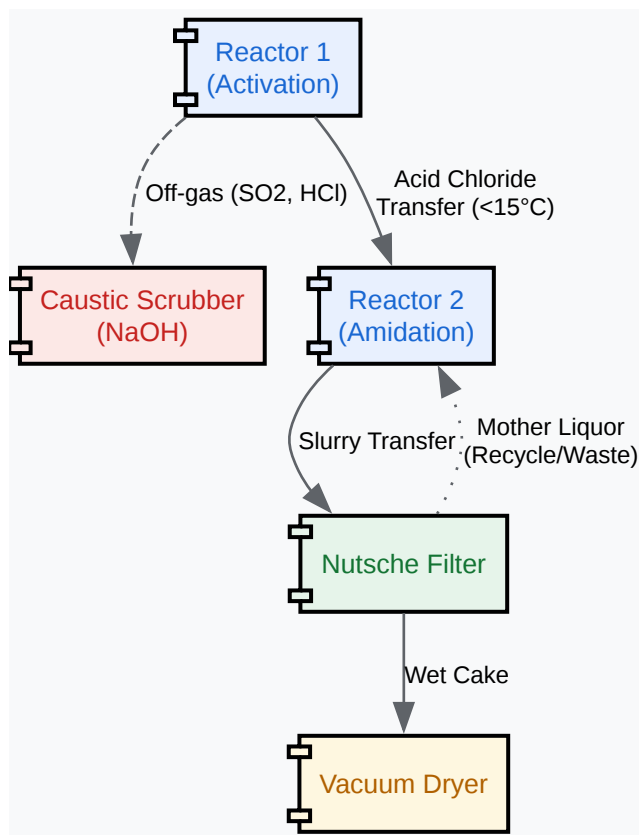 Reactor 1
(Activation)
Off-gas (SO2, HCl)
Acid Chloride
Transfer (<15°C)
Caustic Scrubber
(NaOH)
Reactor 2
(Amidation)
Slurry Transfer
Mother Liquor
(Recycle/Waste)
Nutsche Filter
Wet Cake
Vacuum Dryer